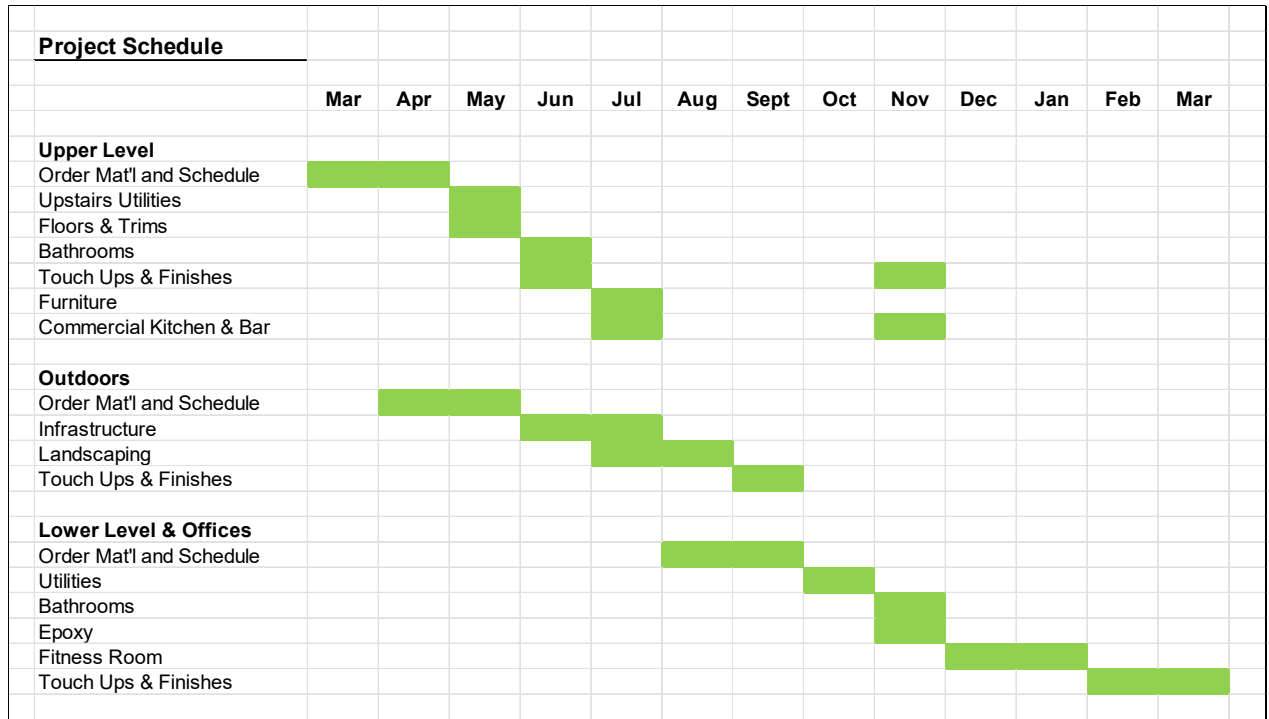 Project Schedule
Mar Apr May Jun Jul Aug Sept Oct Nov Dec Jan Feb Mar
Upper Level
Order Mat'l and Schedule
Upstairs Utilities
Floors & Trims
Bathrooms
Touch Ups & Finishes
Furniture
Commercial Kitchen & Bar
Outdoors
Order Mat'l and Schedule
Infrastructure
Landscaping
Touch Ups & Finishes
Lower Level & Offices
Order Mat'l and Schedule
Utilities
Bathrooms
Epoxy
Fitness Room
Touch Ups & Finishes